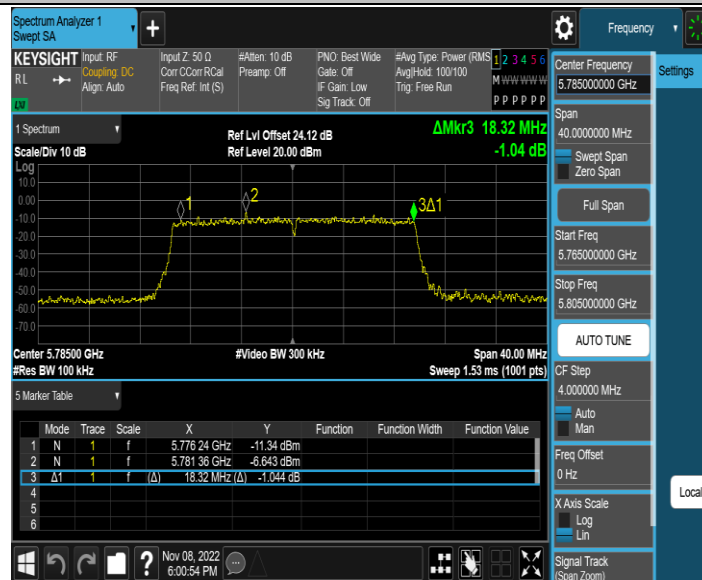 Spectrum Analyzer 1
Swept SA
+
Frequency
KEYSIGHT
RL
LXI
Input: RF
Coupling: DC
Align: Auto
Input Z: 50 Ω
Corr CCorr RCal
Freq Ref: Int (S)
#Atten: 10 dB
Preamp: Off
PNO: Best Wide
Gate: Off
IF Gain: Low
Sig Track: Off
#Avg Type: Power (RMS
Avg|Hold: 100/100
Trig: Free Run
1 2 3 4 5 6
M W W W W W
P P P P P P
1 Spectrum
Scale/Div 10 dB
Ref Lvl Offset 24.12 dB
Ref Level 20.00 dBm
ΔMkr3 18.32 MHz
-1.04 dB
Log
10.0
0.00
-10.0
-20.0
-30.0
-40.0
-50.0
-60.0
-70.0
1
2
3Δ1
Center 5.78500 GHz
#Video BW 300 kHz
Span 40.00 MHz
#Res BW 100 kHz
Sweep 1.53 ms (1001 pts)
5 Marker Table
Mode Trace Scale X Y Function Function Width Function Value
1 N 1 f 5.776 24 GHz -11.34 dBm
2 N 1 f 5.781 36 GHz -6.643 dBm
3 Δ1 1 f (Δ) 18.32 MHz (Δ) -1.044 dB
4
5
6
?
Nov 08, 2022
6:00:54 PM
Center Frequency
5.785000000 GHz
Span
40.0000000 MHz
Swept Span
Zero Span
Full Span
Start Freq
5.765000000 GHz
Stop Freq
5.805000000 GHz
AUTO TUNE
CF Step
4.000000 MHz
Auto
Man
Freq Offset
0 Hz
X Axis Scale
Log
Lin
Signal Track
(Span Zoom)
Settings
Local